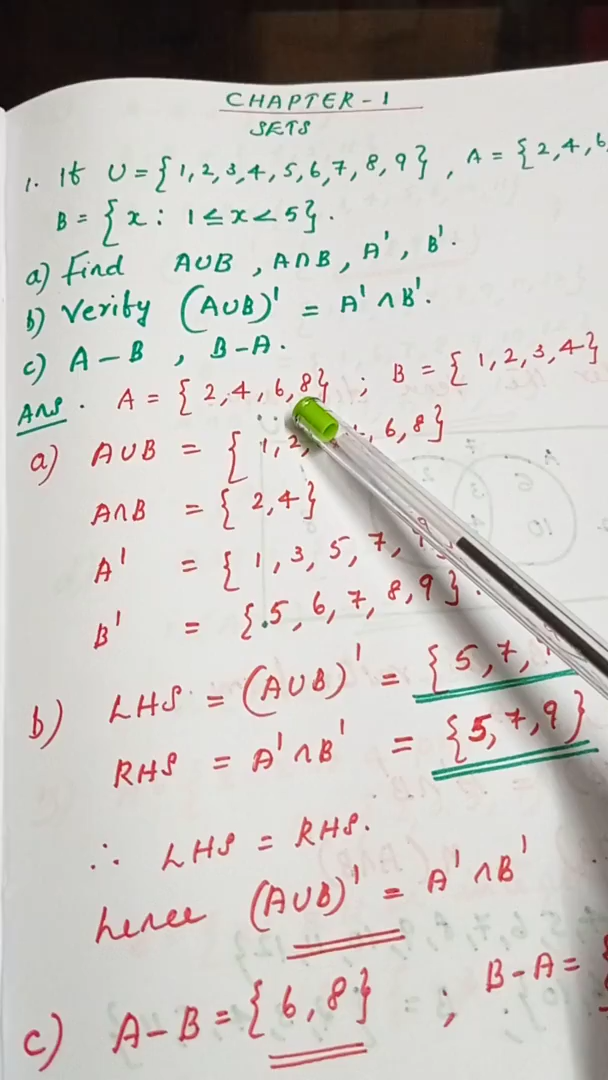 CHAPTER - 1
SETS
1. If U = {1, 2, 3, 4, 5, 6, 7, 8, 9} , A = {2, 4, 6,
B = { x : 1 ≤ x < 5 } .
a) Find A∪B , A∩B , A' , B' .
b) Verify (A∪B)' = A' ∩ B'.
c) A - B , B - A .
Ans . A = { 2, 4, 6, 8} ; B = { 1, 2, 3, 4}
a) A∪B = { 1, 2, , 6, 8}
A∩B = { 2, 4}
A' = { 1, 3, 5, 7,
B' = { 5, 6, 7, 8, 9} .
b) LHS = (A∪B)' = { 5, 7,
RHS = A' ∩ B' = {5, 7, 9}
∴ LHS = RHS.
hence (A∪B)' = A' ∩ B'
c) A - B = { 6, 8} ; B - A = {